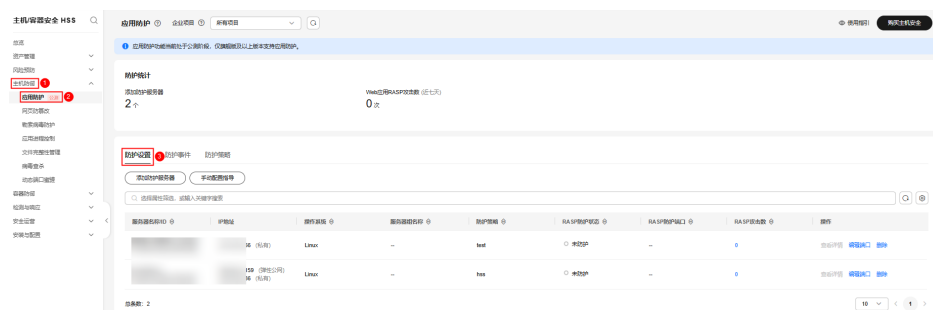 主机/容器安全 HSS
应用防护
企业项目
所有项目
使用指引
购买主机安全
总览
资产管理
风险预防
主机防御 1
应用防护 公测 2
网页防篡改
勒索病毒防护
应用进程控制
文件完整性管理
病毒查杀
动态端口蜜罐
容器防御
检测与响应
安全运营
安装与配置
应用防护功能当前处于公测阶段，仅旗舰版及以上版本支持应用防护。
防护统计
添加防护服务器
2 个
Web应用RASP攻击数 (近七天)
0 次
防护设置 3 防护事件 防护策略
添加防护服务器 手动配置指导
选择属性筛选，或输入关键字搜索
服务器名称/ID IP地址 操作系统 服务器组名称 防护策略 RASP防护状态 RASP防护端口 RASP攻击数 操作
(私有) Linux -- test 未防护 -- 0 查看详情 编辑端口 删除
159 (弹性公网)
(私有) Linux -- hss 未防护 -- 0 查看详情 编辑端口 删除
总条数: 2
10 < 1 >